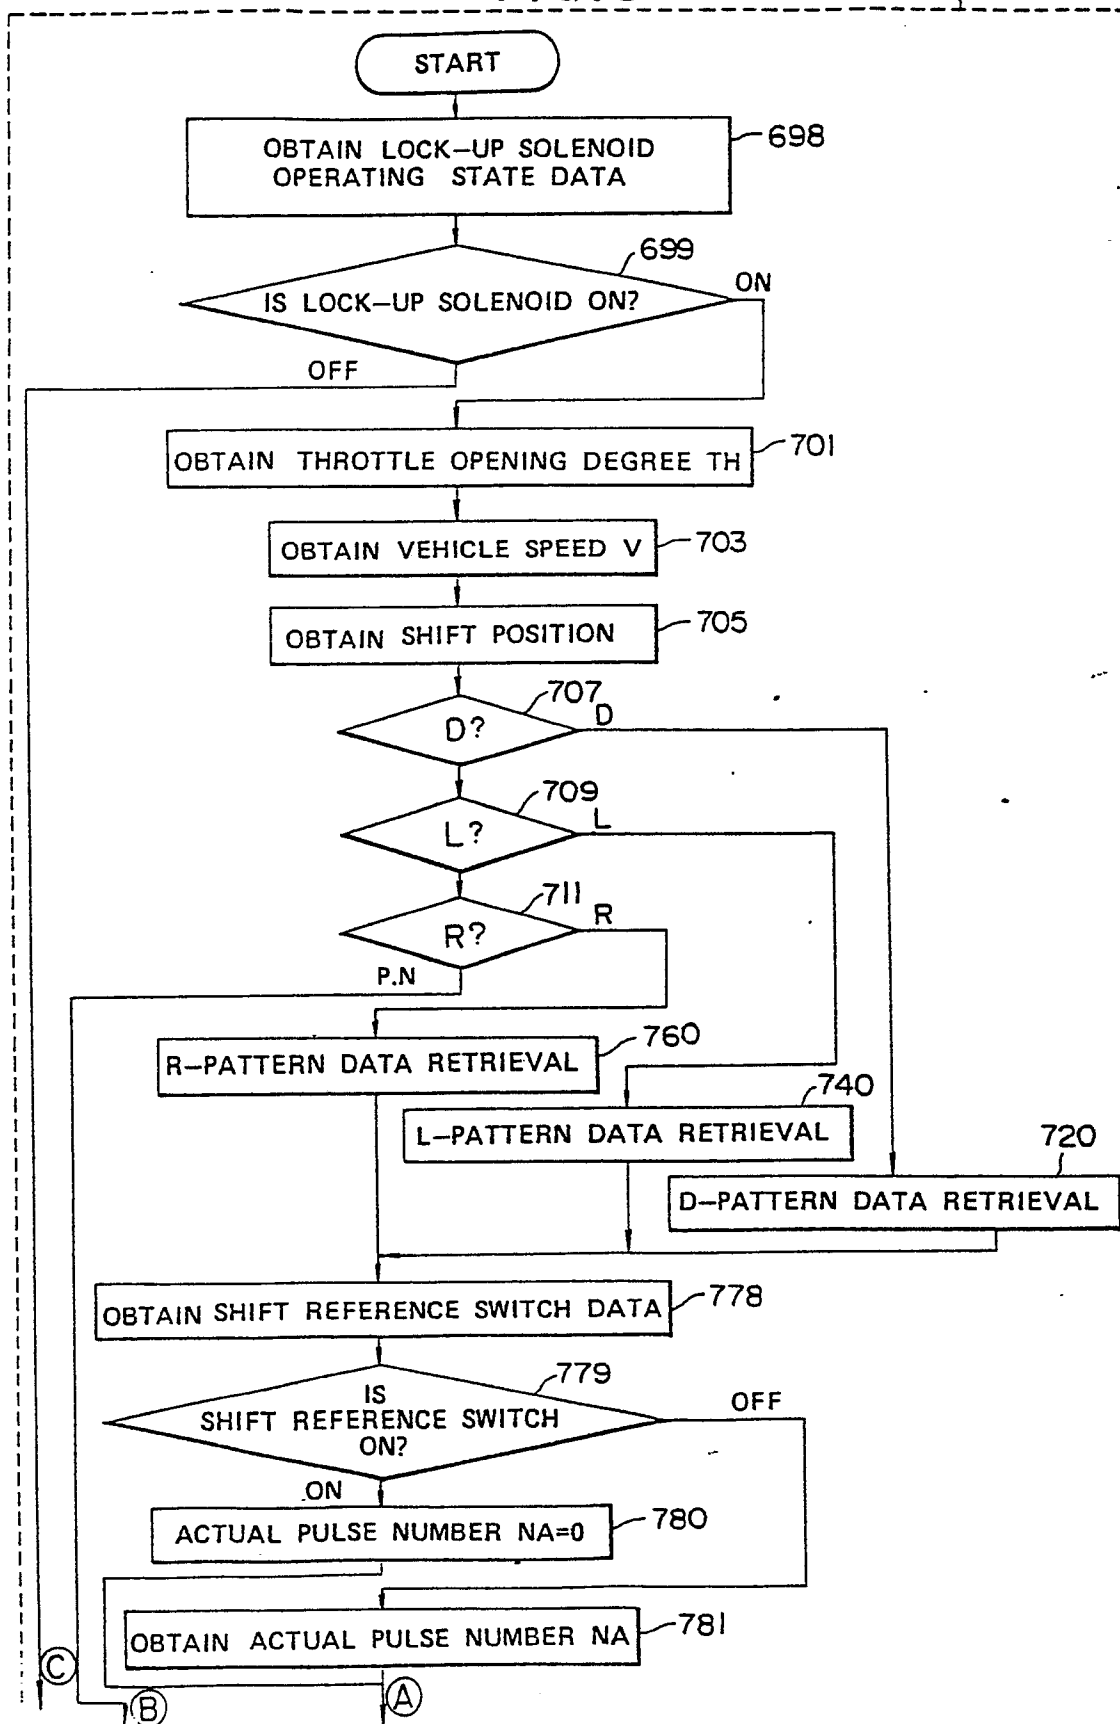 START
OBTAIN LOCK-UP SOLENOID
OPERATING STATE DATA
698
699
IS LOCK-UP SOLENOID ON?
ON
OFF
OBTAIN THROTTLE OPENING DEGREE TH
701
OBTAIN VEHICLE SPEED V
703
OBTAIN SHIFT POSITION
705
707
D?
D
709
L?
L
711
R?
R
P.N
R-PATTERN DATA RETRIEVAL
760
740
L-PATTERN DATA RETRIEVAL
720
D-PATTERN DATA RETRIEVAL
OBTAIN SHIFT REFERENCE SWITCH DATA
778
779
IS
SHIFT REFERENCE SWITCH
ON?
OFF
ON
ACTUAL PULSE NUMBER NA=0
780
OBTAIN ACTUAL PULSE NUMBER NA
781
C
B
A